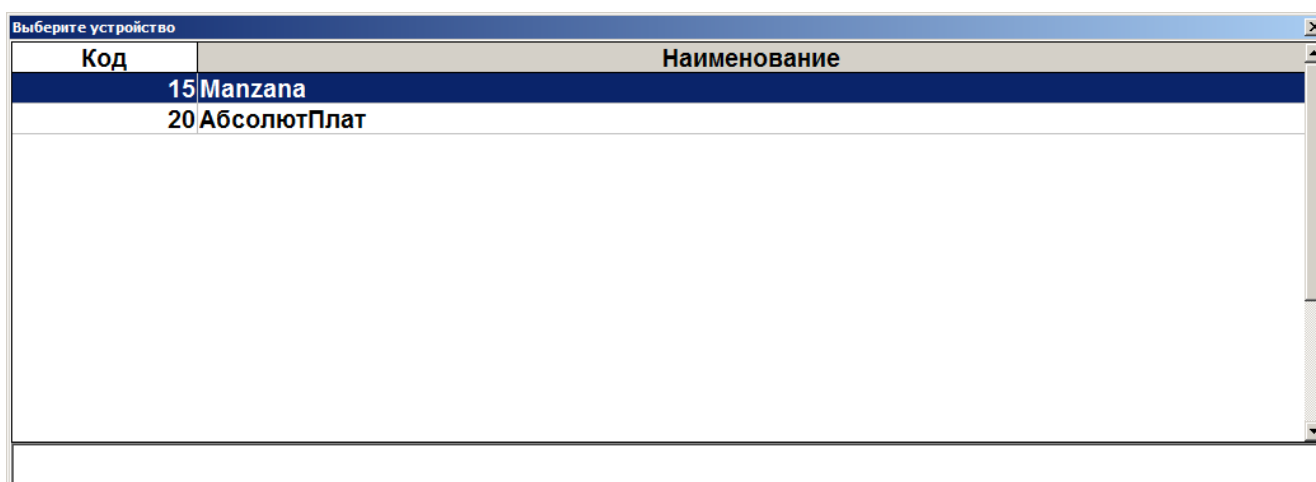 Выберите устройство
Код Наименование
15 Manzana
20 АбсолютПлат